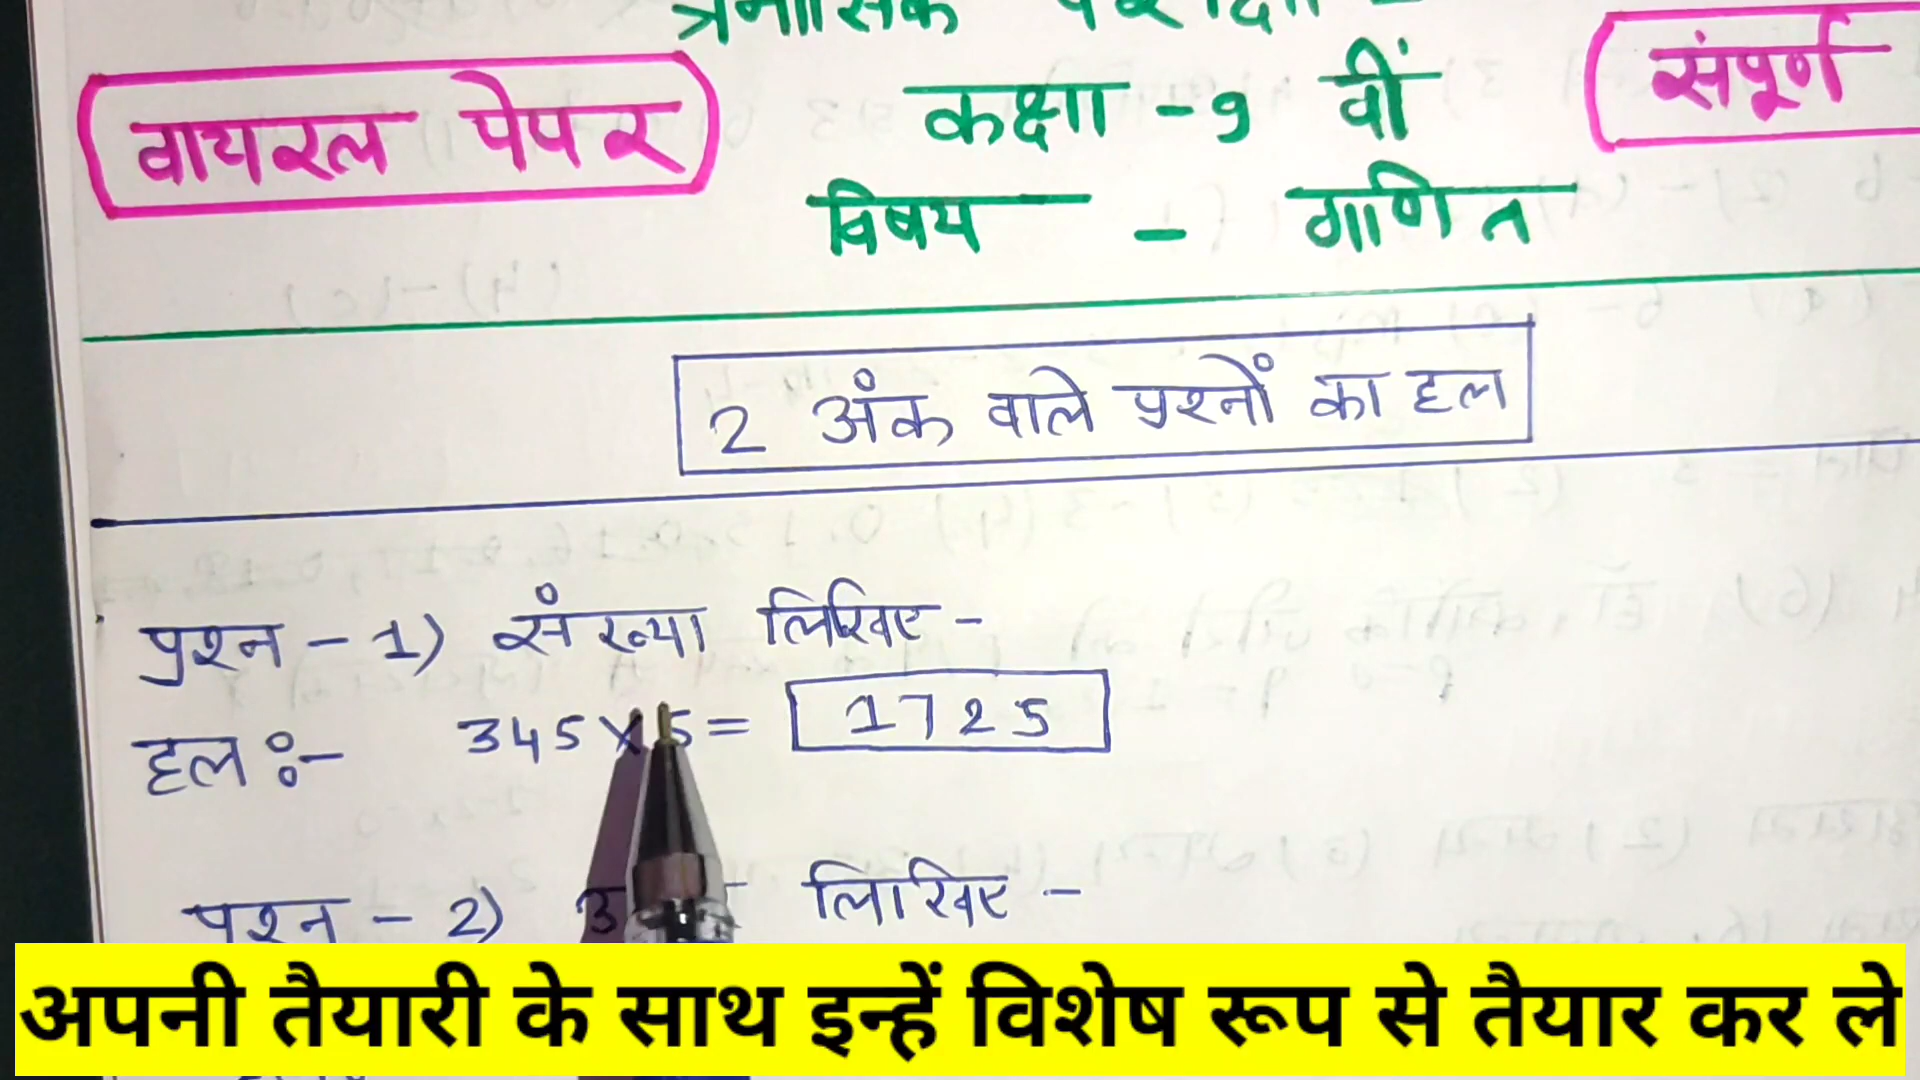 त्रैमासिक परीक्षा -
वायरल पेपर
कक्षा - 9 वीं
संपूर्ण
विषय - गणित
2 अंक वाले प्रश्नों का हल
प्रश्न - 1) संख्या लिखिए -
हल :- 345 X 5 = 1725
प्रश्न - 2) लिखिए -
अपनी तैयारी के साथ इन्हें विशेष रूप से तैयार कर ले